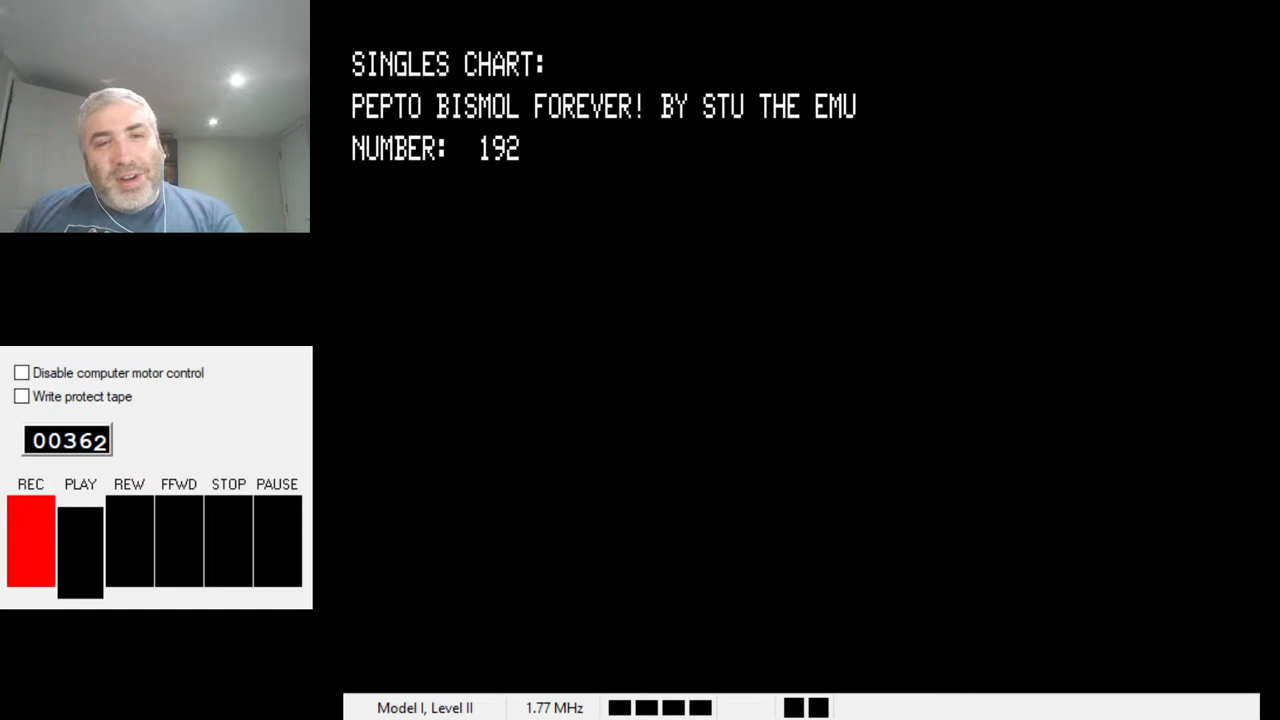 SINGLES CHART:
PEPTO BISMOL FOREVER! BY STU THE EMU
NUMBER: 192
Disable computer motor control
Write protect tape
00362
REC PLAY REW FFWD STOP PAUSE
Model I, Level II 1.77 MHz